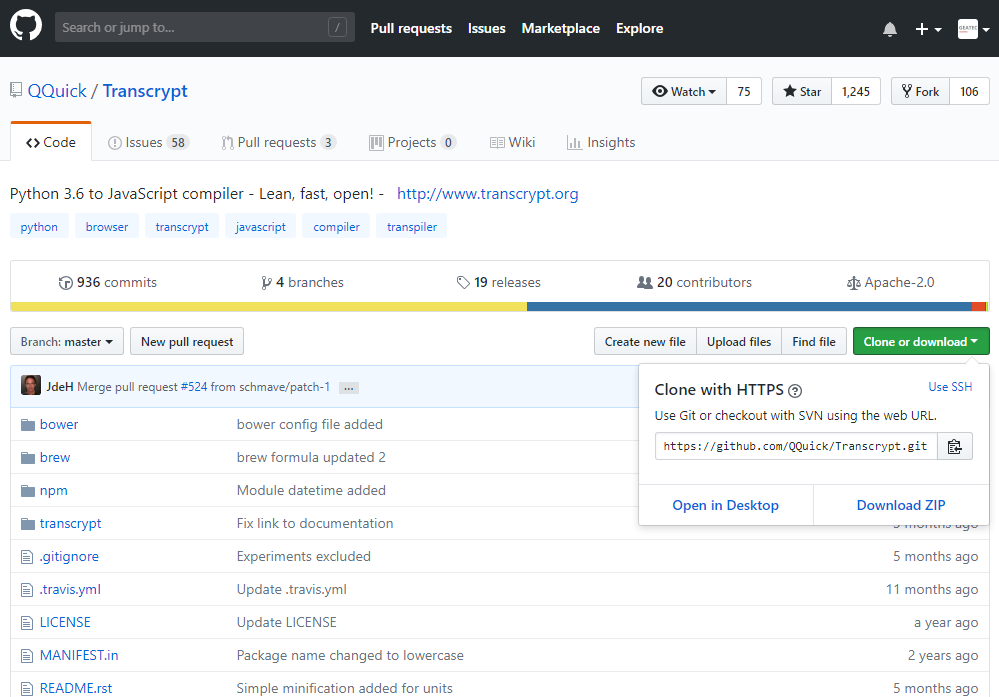 Search or jump to... / Pull requests Issues Marketplace Explore
QQuick / Transcrypt Watch 75 Star 1,245 Fork 106
Code Issues 58 Pull requests 3 Projects 0 Wiki Insights
Python 3.6 to JavaScript compiler - Lean, fast, open! - http://www.transcrypt.org
python browser transcrypt javascript compiler transpiler
936 commits 4 branches 19 releases 20 contributors Apache-2.0
Branch: master New pull request Create new file Upload files Find file Clone or download
JdeH Merge pull request #524 from schmave/patch-1 ...
Clone with HTTPS ? Use SSH
Use Git or checkout with SVN using the web URL.
https://github.com/QQuick/Transcrypt.git
Open in Desktop Download ZIP
bower bower config file added
brew brew formula updated 2
npm Module datetime added
transcrypt Fix link to documentation 5 months ago
.gitignore Experiments excluded 5 months ago
.travis.yml Update .travis.yml 11 months ago
LICENSE Update LICENSE a year ago
MANIFEST.in Package name changed to lowercase 2 years ago
README.rst Simple minification added for units 5 months ago